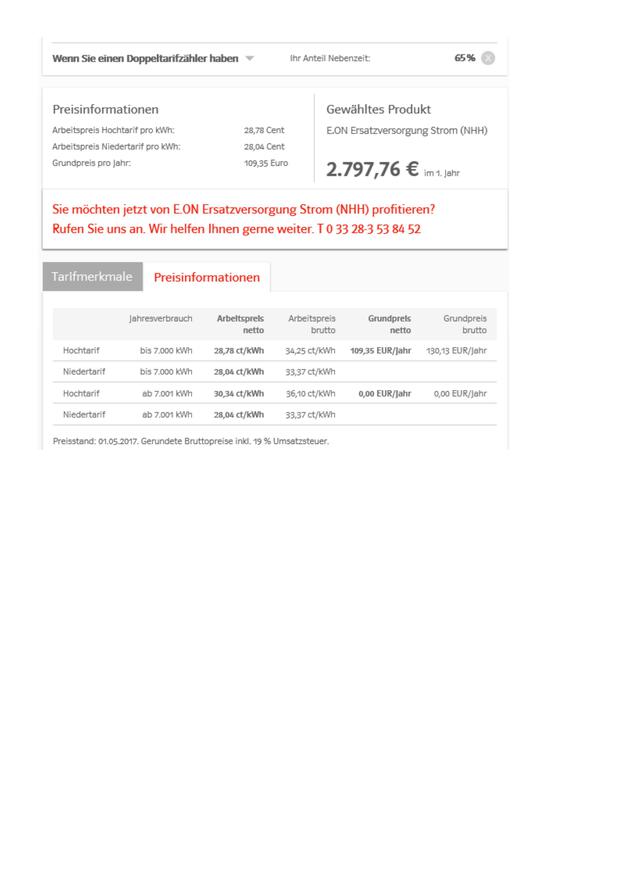 Wenn Sie einen Doppeltarifzähler haben Ihr Anteil Nebenzeit: 65 % X
Preisinformationen
Arbeitspreis Hochtarif pro kWh: 28,78 Cent
Arbeitspreis Niedertarif pro kWh: 28,04 Cent
Grundpreis pro Jahr: 109,35 Euro
Gewähltes Produkt
E.ON Ersatzversorgung Strom (NHH)
2.797,76 € im 1. Jahr
Sie möchten jetzt von E.ON Ersatzversorgung Strom (NHH) profitieren?
Rufen Sie uns an. Wir helfen Ihnen gerne weiter. T 0 33 28-3 53 84 52
Tarifmerkmale Preisinformationen
Jahresverbrauch Arbeitspreis Arbeitspreis Grundpreis Grundpreis
netto brutto netto brutto
Hochtarif bis 7.000 kWh 28,78 ct/kWh 34,25 ct/kWh 109,35 EUR/Jahr 130,13 EUR/Jahr
Niedertarif bis 7.000 kWh 28,04 ct/kWh 33,37 ct/kWh
Hochtarif ab 7.001 kWh 30,34 ct/kWh 36,10 ct/kWh 0,00 EUR/Jahr 0,00 EUR/Jahr
Niedertarif ab 7.001 kWh 28,04 ct/kWh 33,37 ct/kWh
Preisstand: 01.05.2017. Gerundete Bruttopreise inkl. 19 % Umsatzsteuer.